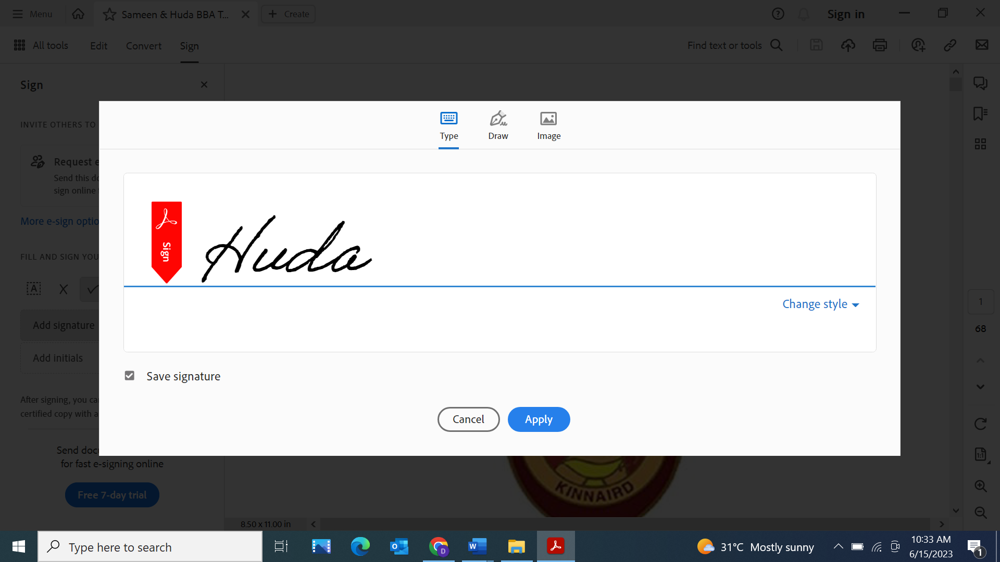 Menu
Sameen & Huda BBA T...
Create
Sign in
All tools
Edit
Convert
Sign
Find text or tools
Sign
INVITE OTHERS TO
Request e
Send this do
sign online
More e-sign optio
FILL AND SIGN YOU
A
Add signature
Add initials
After signing, you ca
certified copy with a
Send docu
for fast e-signing online
Free 7-day trial
Type
Draw
Image
Sign
Huda
Change style
Save signature
Cancel
Apply
KINNAIRD
8.50 x 11.00 in
1
68
1:1
Type here to search
31°C Mostly sunny
10:33 AM
6/15/2023
1